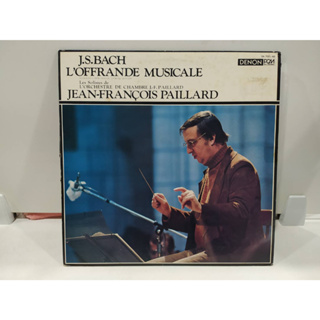 J.S.BACH
L'OFFRANDE MUSICALE
Les Solistes de
L'ORCHESTRE DE CHAMBRE J.-F. PAILLARD
JEAN-FRANÇOIS PAILLARD
DENON PCM